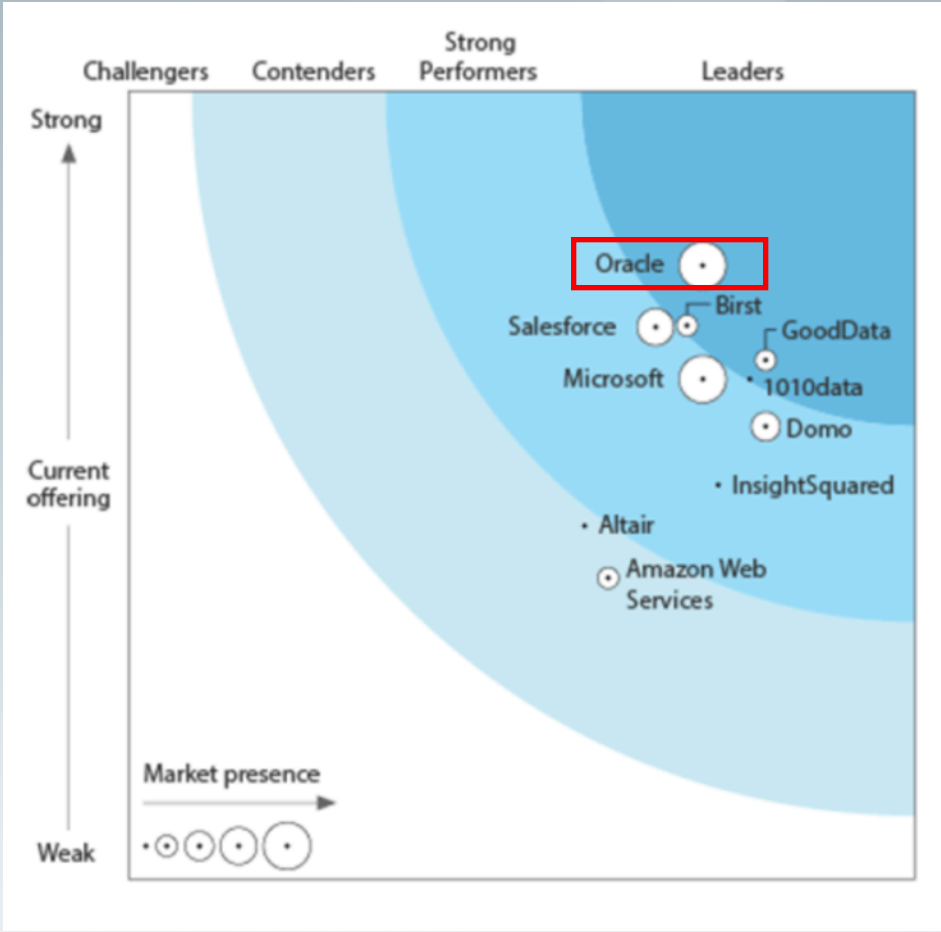 Strong
Performers
Challengers
Contenders
Leaders
Strong
Oracle
Birst
Salesforce
GoodData
Microsoft
1010data
Domo
Current
offering
InsightSquared
Altair
Amazon Web
Services
Market presence
Weak